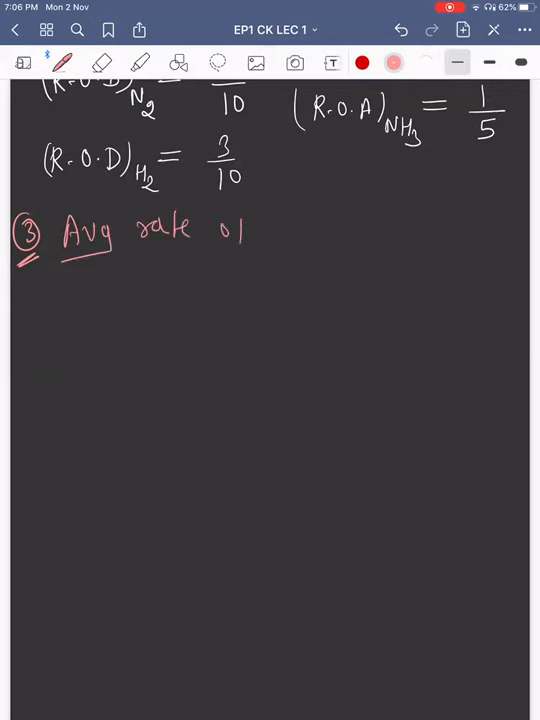 7:06 PM Mon 2 Nov 62%
EP1 CK LEC 1
T
(R.O.D)N2 = 10
(R.O.A)NH3 = 1/5
(R.O.D)H2 = 3/10
③ Avg rate of